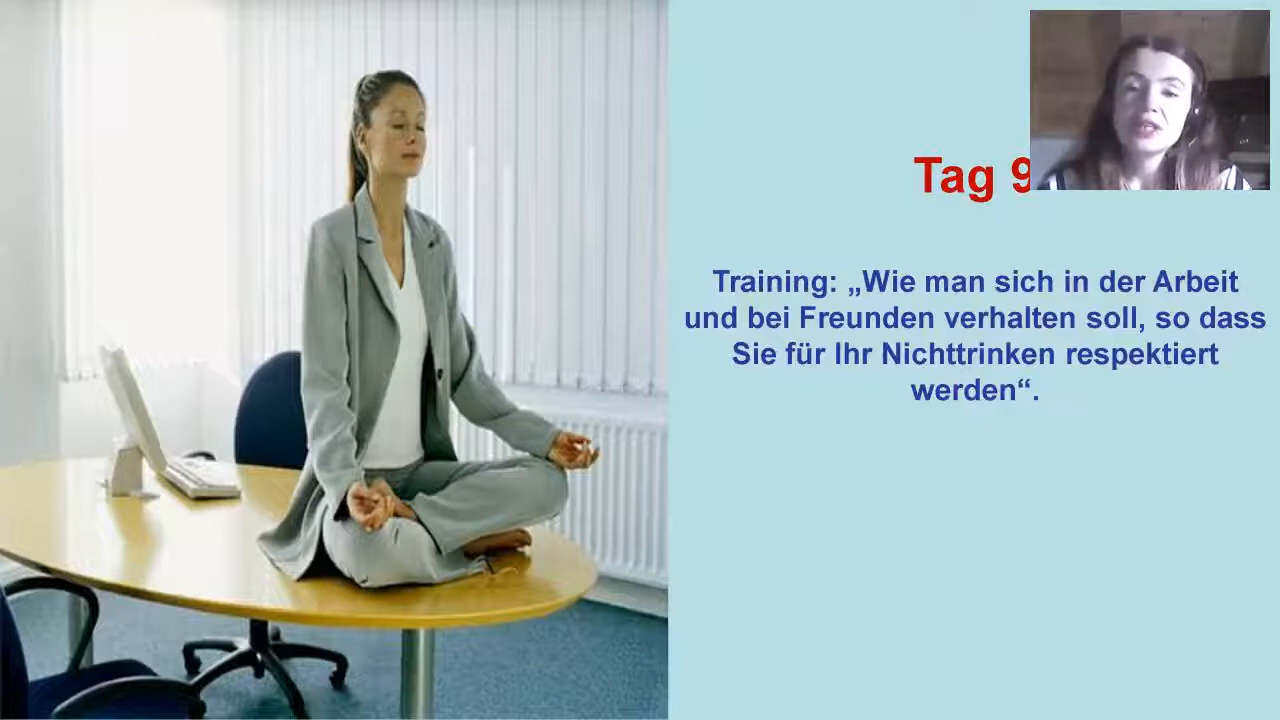 Tag 9
Training: „Wie man sich in der Arbeit
und bei Freunden verhalten soll, so dass
Sie für Ihr Nichttrinken respektiert
werden“.